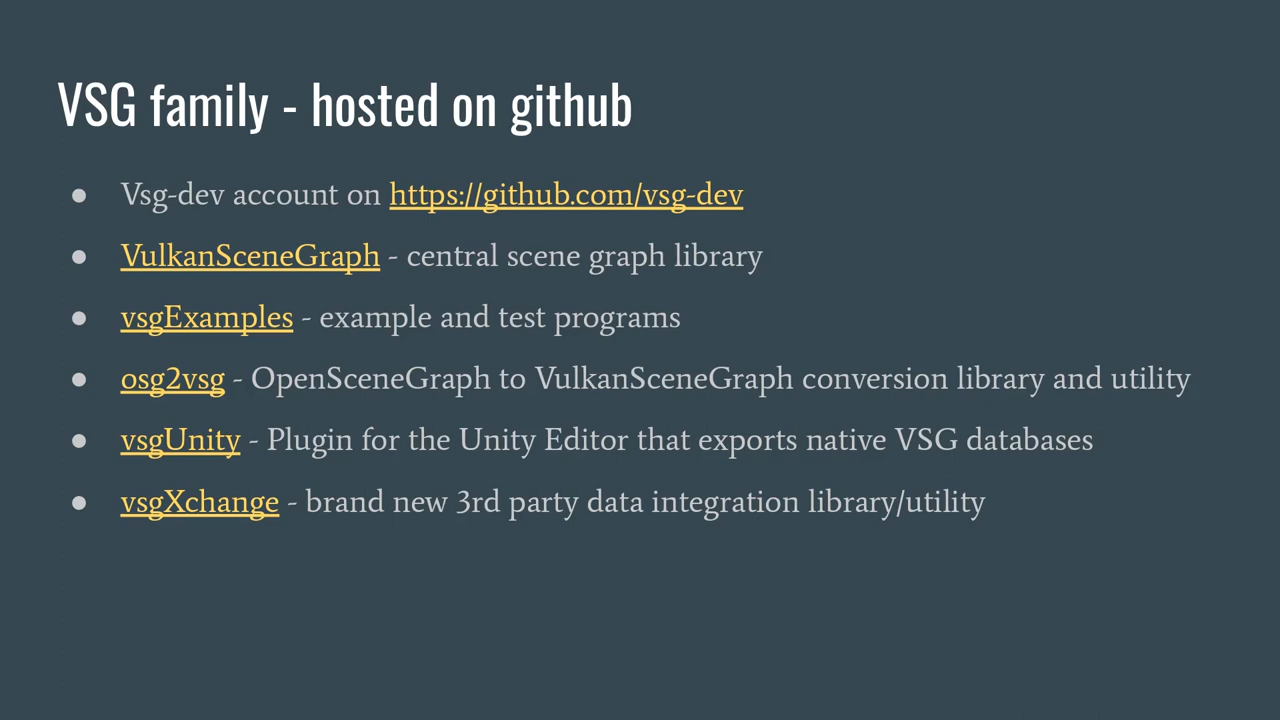 VSG family - hosted on github
● Vsg-dev account on https://github.com/vsg-dev
● VulkanSceneGraph - central scene graph library
● vsgExamples - example and test programs
● osg2vsg - OpenSceneGraph to VulkanSceneGraph conversion library and utility
● vsgUnity - Plugin for the Unity Editor that exports native VSG databases
● vsgXchange - brand new 3rd party data integration library/utility